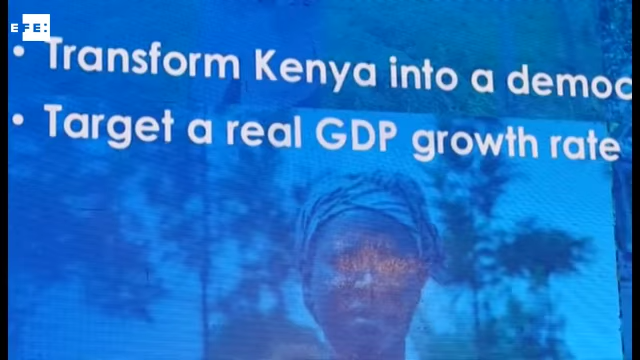 EFE:
• Transform Kenya into a democ
• Target a real GDP growth rate